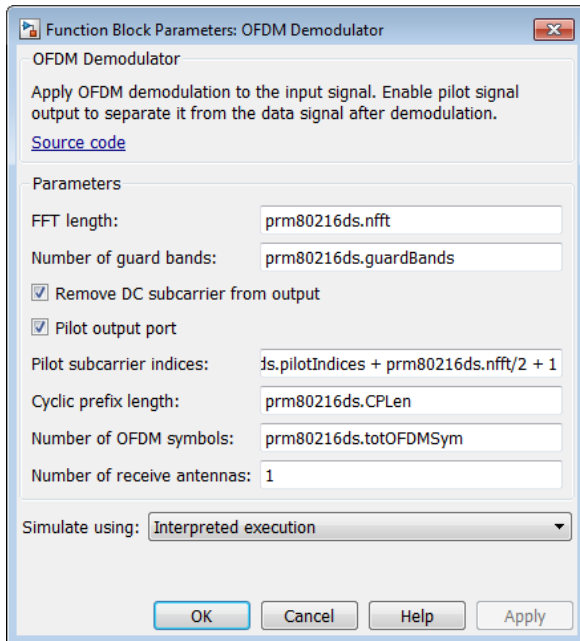 Function Block Parameters: OFDM Demodulator
OFDM Demodulator
Apply OFDM demodulation to the input signal. Enable pilot signal
output to separate it from the data signal after demodulation.
Source code
Parameters
FFT length: prm80216ds.nfft
Number of guard bands: prm80216ds.guardBands
Remove DC subcarrier from output
Pilot output port
Pilot subcarrier indices: ds.pilotIndices + prm80216ds.nfft/2 + 1
Cyclic prefix length: prm80216ds.CPLen
Number of OFDM symbols: prm80216ds.totOFDMSym
Number of receive antennas: 1
Simulate using: Interpreted execution
OK Cancel Help Apply